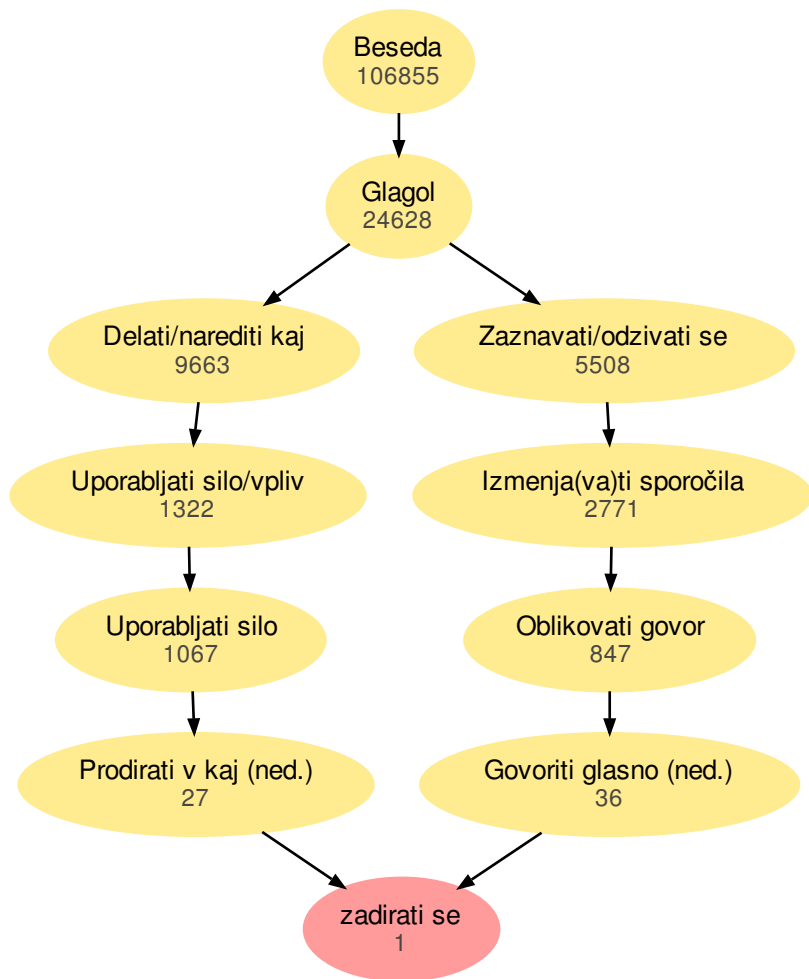 Beseda
106855
Glagol
24628
Delati/narediti kaj
9663
Zaznavati/odzivati se
5508
Uporabljati silo/vpliv
1322
Izmenja(va)ti sporočila
2771
Uporabljati silo
1067
Oblikovati govor
847
Prodirati v kaj (ned.)
27
Govoriti glasno (ned.)
36
zadirati se
1